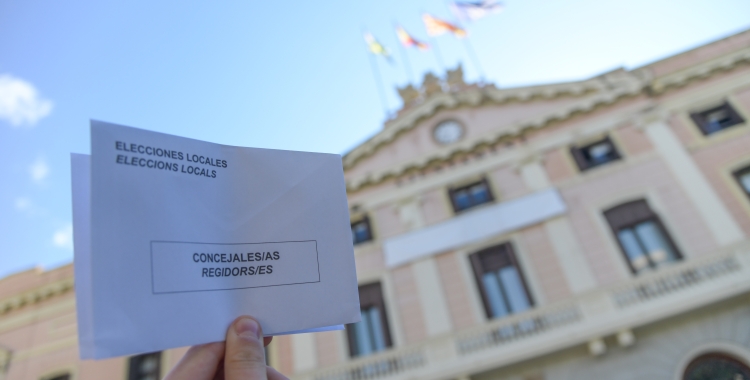 ELECCIONES LOCALES
ELECCIONS LOCALS
CONCEJALES/AS
REGIDORS/ES